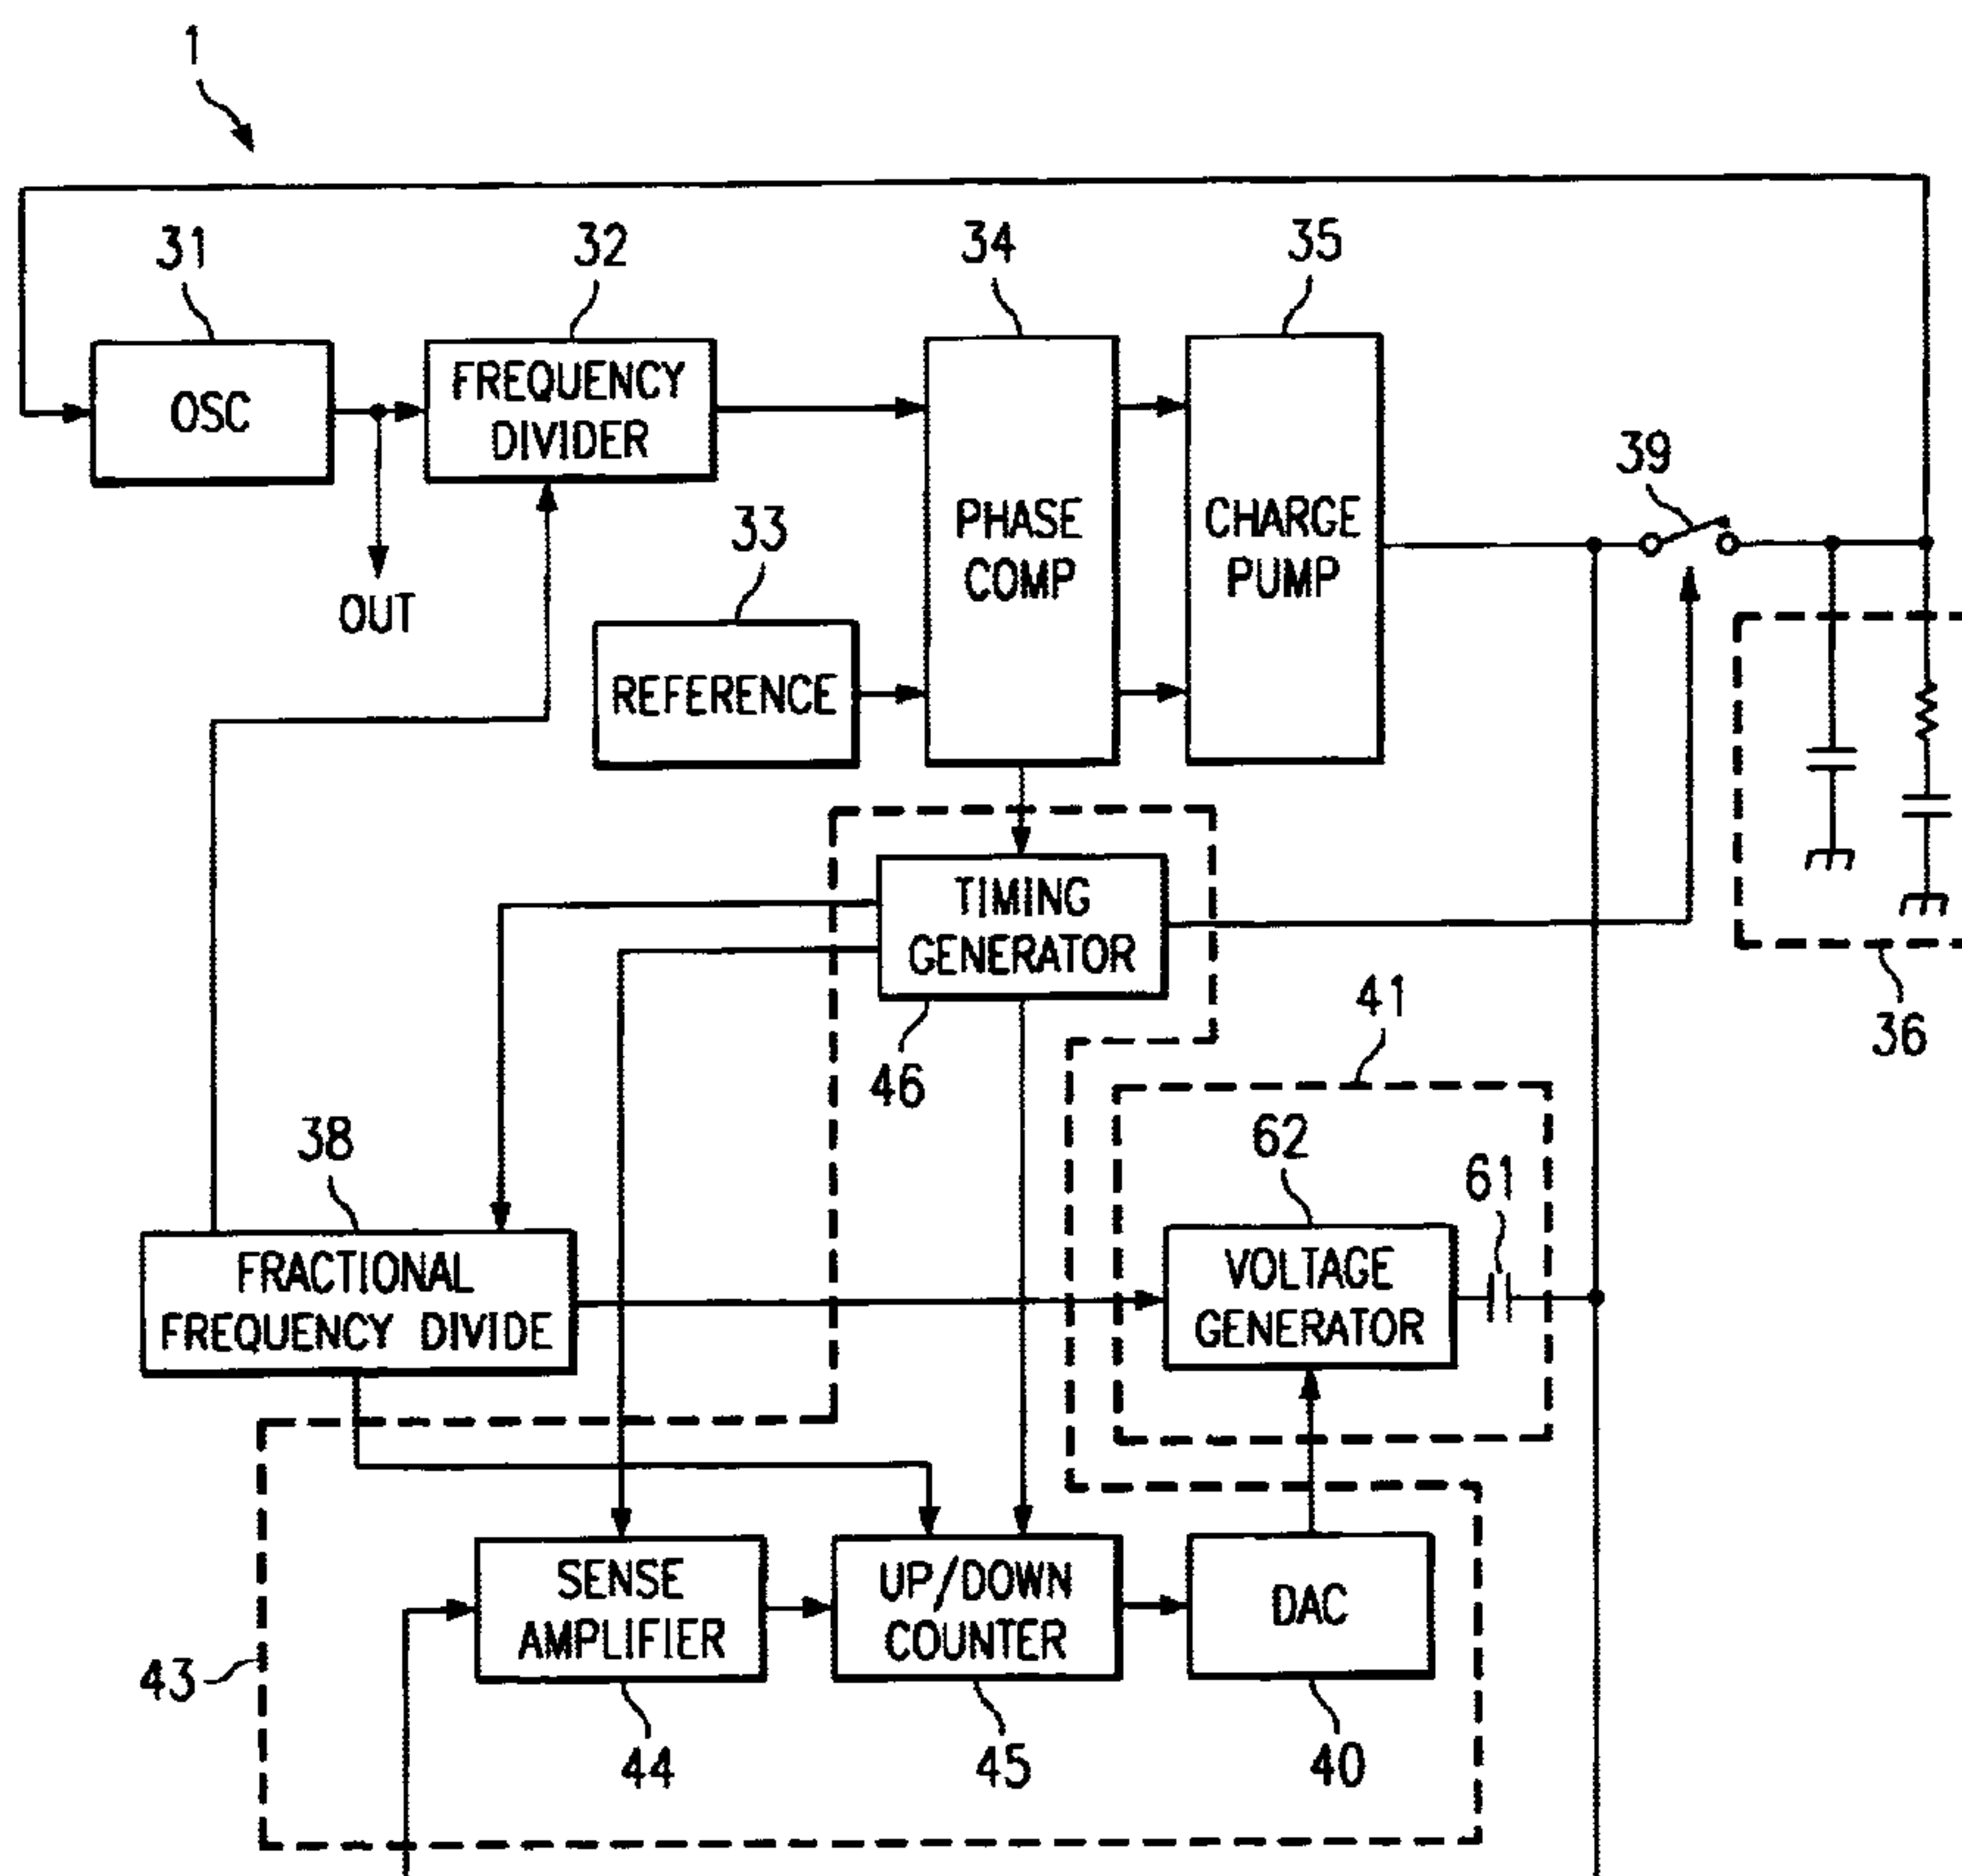 1
31
32
34
35
OSC
FREQUENCY
DIVIDER
39
33
PHASE
COMP
CHARGE
PUMP
OUT
REFERENCE
TIMING
GENERATOR
41
36
46
38
62
61
FRACTIONAL
FREQUENCY DIVIDE
VOLTAGE
GENERATOR
SENSE
AMPLIFIER
UP/DOWN
COUNTER
DAC
43
44
45
40